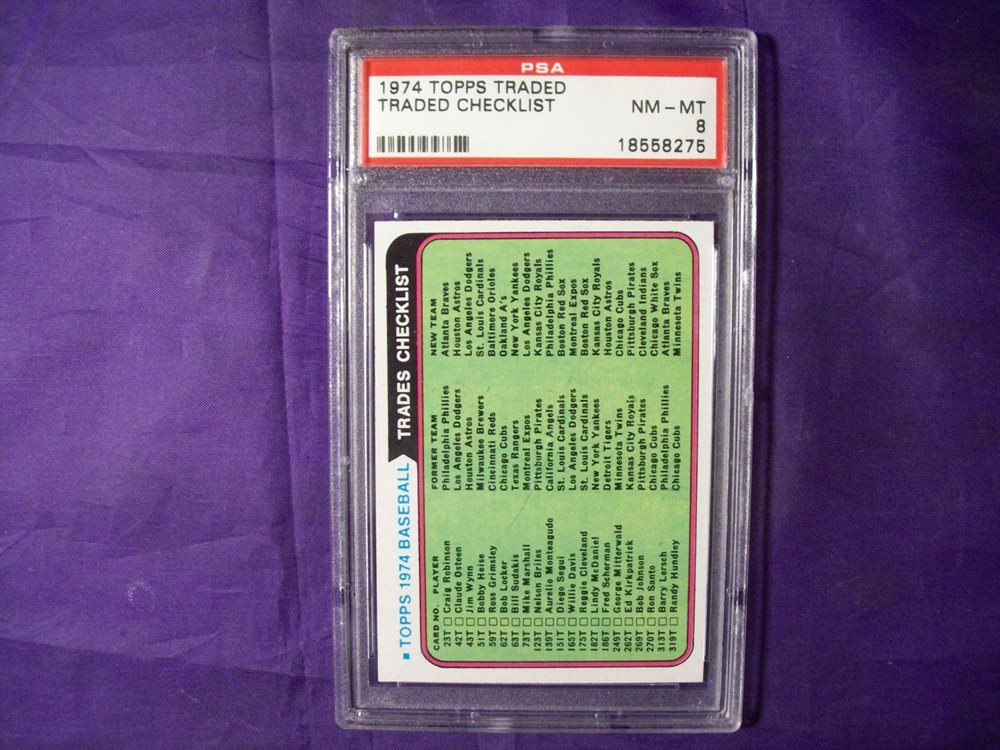 PSA
1974 TOPPS TRADED
TRADED CHECKLIST
NM - MT
8
18558275
TOPPS 1974 BASEBALL TRADES CHECKLIST
CARD NO. PLAYER FORMER TEAM NEW TEAM
23T Craig Robinson Philadelphia Phillies Atlanta Braves
42T Claude Osteen Los Angeles Dodgers Houston Astros
43T Jim Wynn Houston Astros Los Angeles Dodgers
51T Bobby Heise Milwaukee Brewers St. Louis Cardinals
59T Ross Grimsley Cincinnati Reds Baltimore Orioles
62T Bob Locker Chicago Cubs Oakland A's
63T Bill Sudakis Texas Rangers New York Yankees
73T Mike Marshall Montreal Expos Los Angeles Dodgers
123T Nelson Briles Pittsburgh Pirates Kansas City Royals
139T Aurelio Monteagudo California Angels Philadelphia Phillies
151T Diego Segui St. Louis Cardinals Boston Red Sox
165T Willie Davis Los Angeles Dodgers Montreal Expos
175T Reggie Cleveland St. Louis Cardinals Boston Red Sox
182T Lindy McDaniel New York Yankees Kansas City Royals
186T Fred Scherman Detroit Tigers Houston Astros
249T George Mitterwald Minnesota Twins Chicago Cubs
262T Ed Kirkpatrick Kansas City Royals Pittsburgh Pirates
269T Bob Johnson Pittsburgh Pirates Cleveland Indians
270T Ron Santo Chicago Cubs Chicago White Sox
313T Barry Lersch Philadelphia Phillies Atlanta Braves
319T Randy Hundley Chicago Cubs Minnesota Twins